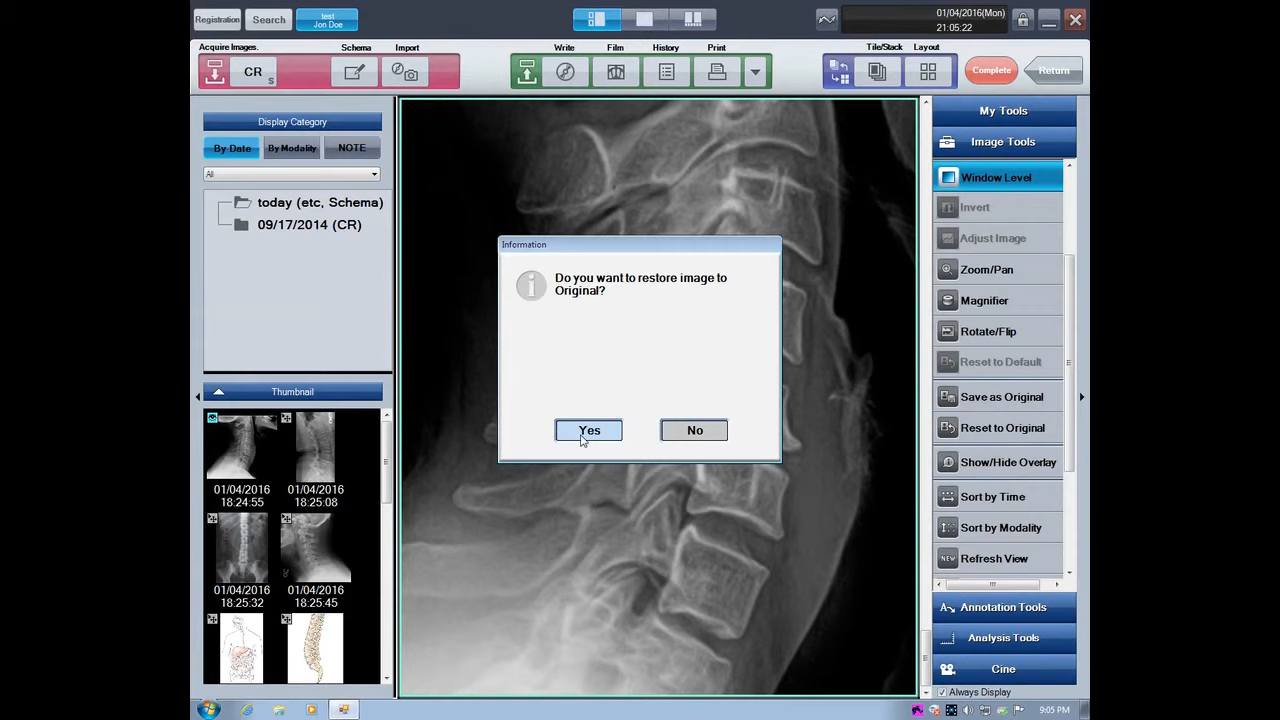 Registration
Search
test
Jon Doe
01/04/2016(Mon)
21:05:22
Acquire Images.
Schema
Import
Write
Film
History
Print
Tile/Stack
Layout
CR
S
Complete
Return
Display Category
By Date
By Modality
NOTE
All
today (etc, Schema)
09/17/2014 (CR)
Thumbnail
01/04/2016
18:24:55
01/04/2016
18:25:08
01/04/2016
18:25:32
01/04/2016
18:25:45
Information
Do you want to restore image to
Original?
Yes
No
My Tools
Image Tools
Window Level
Invert
Adjust Image
Zoom/Pan
Magnifier
Rotate/Flip
Reset to Default
Save as Original
Reset to Original
Show/Hide Overlay
Sort by Time
Sort by Modality
NEW
Refresh View
Annotation Tools
Analysis Tools
Cine
Always Display
9:05 PM